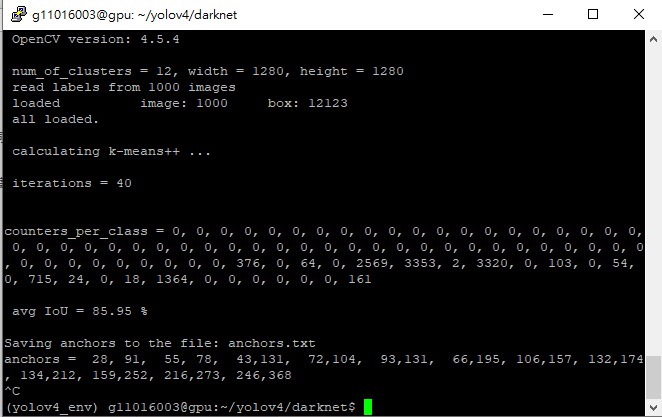 g11016003@gpu: ~/yolov4/darknet
OpenCV version: 4.5.4
num_of_clusters = 12, width = 1280, height = 1280
read labels from 1000 images
loaded          image: 1000     box: 12123
all loaded.
calculating k-means++ ...
iterations = 40
counters_per_class = 0, 0, 0, 0, 0, 0, 0, 0, 0, 0, 0, 0, 0, 0, 0, 0, 0, 0, 0, 0,
0, 0, 0, 0, 0, 0, 0, 0, 0, 0, 0, 0, 0, 0, 0, 0, 0, 0, 0, 0, 0, 0, 0, 0, 0, 0, 0
, 0, 0, 0, 0, 0, 0, 0, 0, 0, 376, 0, 64, 0, 2569, 3353, 2, 3320, 0, 103, 0, 54,
0, 715, 24, 0, 18, 1364, 0, 0, 0, 0, 0, 0, 161
avg IoU = 85.95 %
Saving anchors to the file: anchors.txt
anchors =  28, 91,  55, 78,  43,131,  72,104,  93,131,  66,195, 106,157, 132,174
, 134,212, 159,252, 216,273, 246,368
^C
(yolov4_env) g11016003@gpu:~/yolov4/darknet$